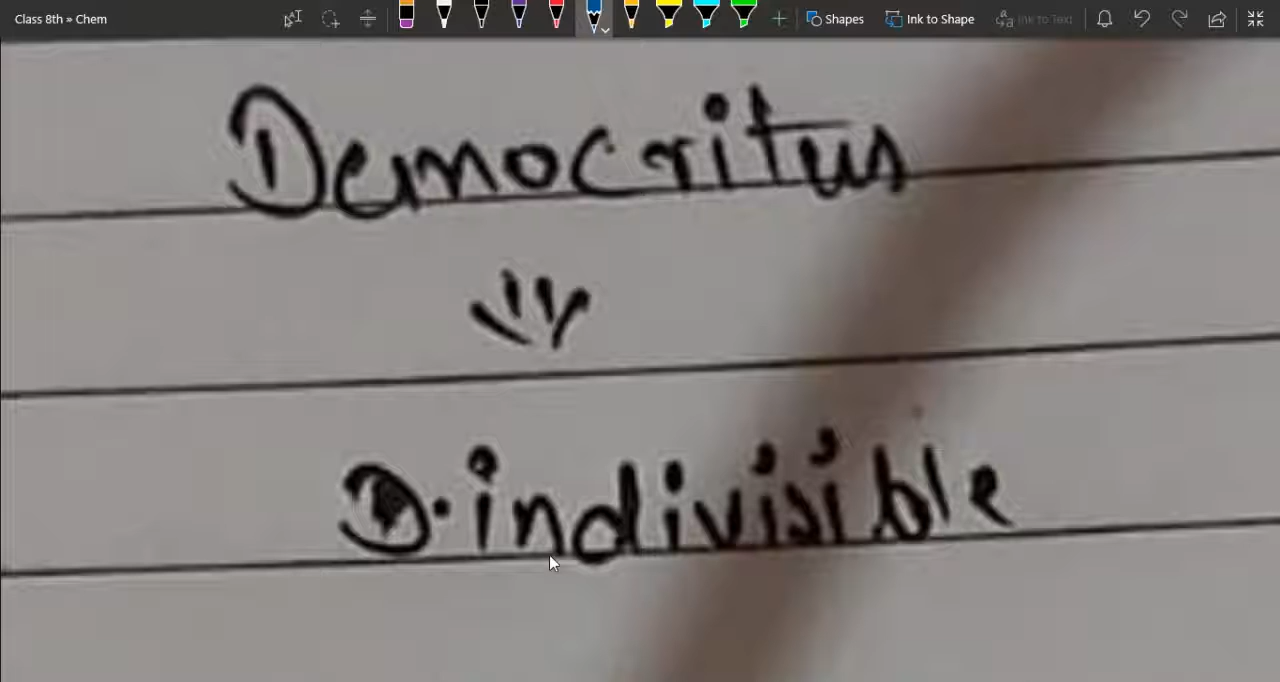 Class 8th » Chem Shapes Ink to Shape Ink to Text
Democritus
D. indivisible